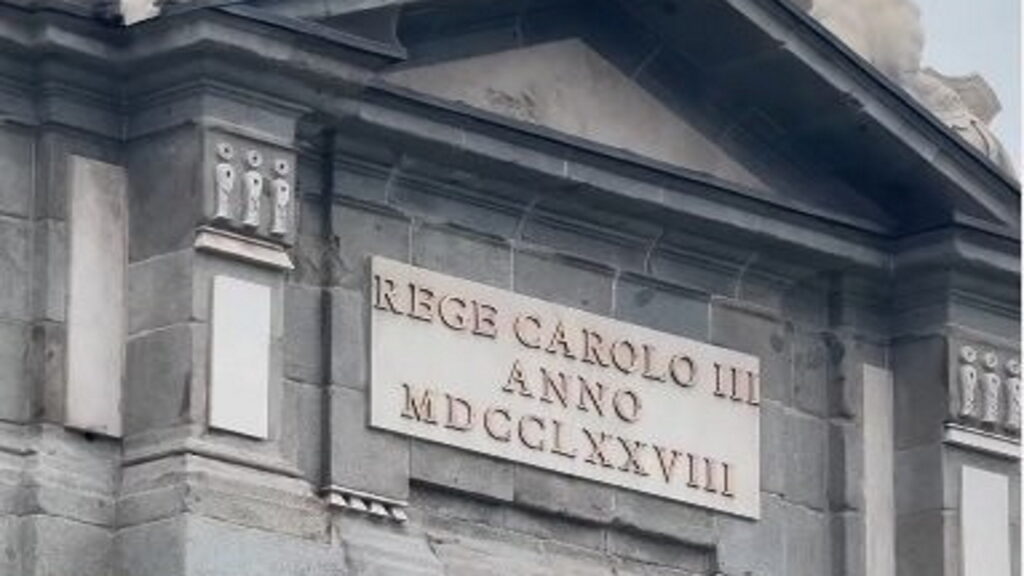 REGE CAROLO III
ANNO
MDCCLXXVIII